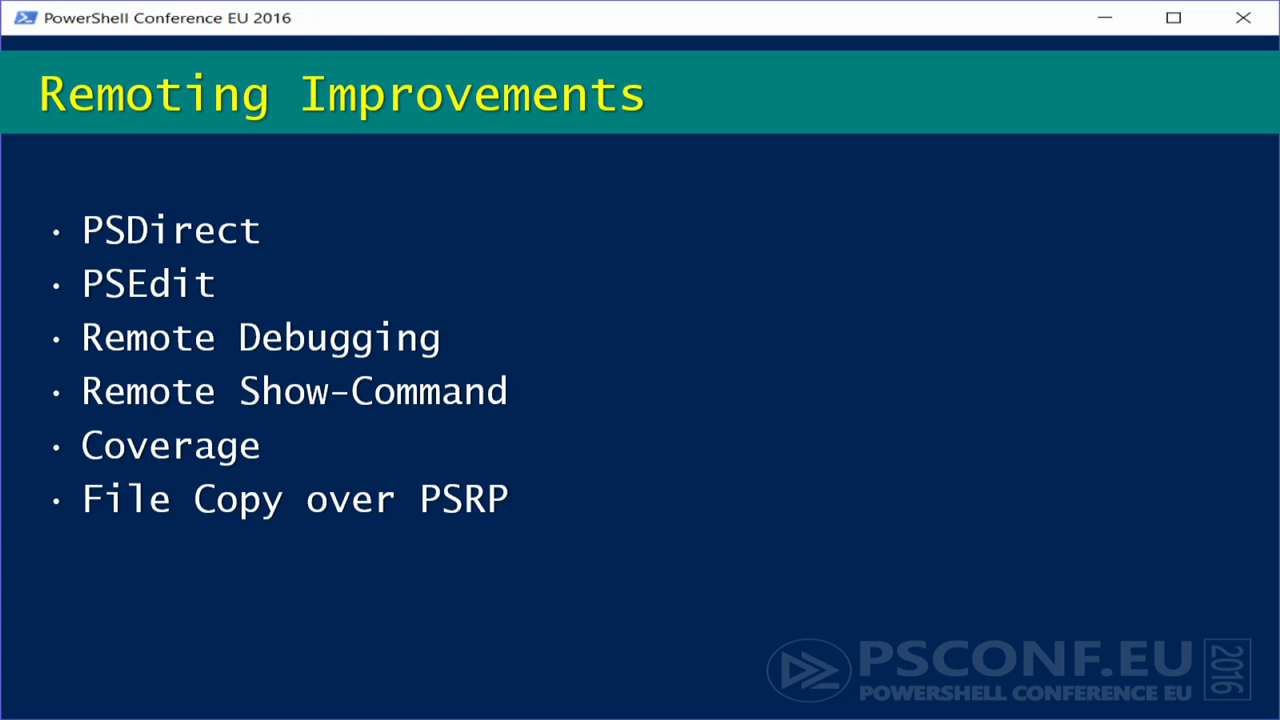 PowerShell Conference EU 2016
Remoting Improvements
· PSDirect
· PSEdit
· Remote Debugging
· Remote Show-Command
· Coverage
· File Copy over PSRP
PSCONF.EU
POWERSHELL CONFERENCE EU
2016